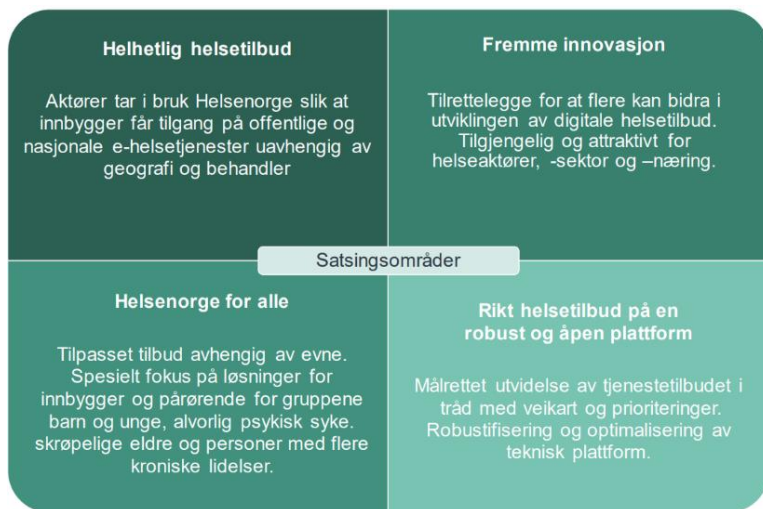 Helhetlig helsetilbud
Aktører tar i bruk Helsenorge slik at
innbygger får tilgang på offentlige og
nasjonale e-helsetjenester uavhengig av
geografi og behandler
Fremme innovasjon
Tilrettelegge for at flere kan bidra i
utviklingen av digitale helsetilbud.
Tilgjengelig og attraktivt for
helseaktører, -sektor og –næring.
Satsingsområder
Helsenorge for alle
Tilpasset tilbud avhengig av evne.
Spesielt fokus på løsninger for
innbygger og pårørende for gruppene
barn og unge, alvorlig psykisk syke.
skrøpelige eldre og personer med flere
kroniske lidelser.
Rikt helsetilbud på en
robust og åpen plattform
Målrettet utvidelse av tjenestetilbudet i
tråd med veikart og prioriteringer.
Robustifisering og optimalisering av
teknisk plattform.